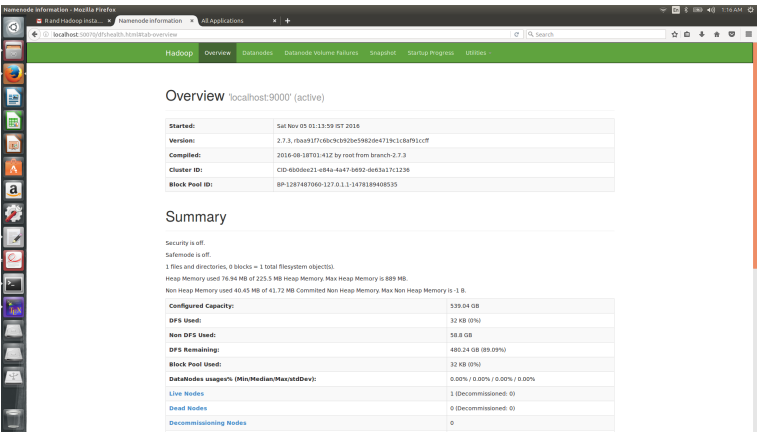 Namenode information - Mozilla Firefox
En
1:16 AM
R and Hadoop Insta...
Namenode information
All Applications
localhost:50070/dfshealth.html#tab-overview
Search
Hadoop
Overview
Datanodes
Datanode Volume Failures
Snapshot
Startup Progress
Utilities
Overview 'localhost:9000' (active)
Started: Sat Nov 05 01:13:59 IST 2016
Version: 2.7.3, rbaa91f7c6bc9cb92be5982de4719c1c8af91ccff
Compiled: 2016-08-18T01:41Z by root from branch-2.7.3
Cluster ID: CID-6b0dee21-e84a-4a47-b692-de63a17c1236
Block Pool ID: BP-1287487060-127.0.1.1-1478189408535
Summary
Security is off.
Safemode is off.
1 files and directories, 0 blocks = 1 total filesystem object(s).
Heap Memory used 76.94 MB of 225.5 MB Heap Memory. Max Heap Memory is 889 MB.
Non Heap Memory used 40.45 MB of 41.72 MB Commited Non Heap Memory. Max Non Heap Memory is -1 B.
Configured Capacity: 539.04 GB
DFS Used: 32 KB (0%)
Non DFS Used: 58.8 GB
DFS Remaining: 480.24 GB (89.09%)
Block Pool Used: 32 KB (0%)
DataNodes usages% (Min/Median/Max/stdDev): 0.00% / 0.00% / 0.00% / 0.00%
Live Nodes 1 (Decommissioned: 0)
Dead Nodes 0 (Decommissioned: 0)
Decommissioning Nodes 0